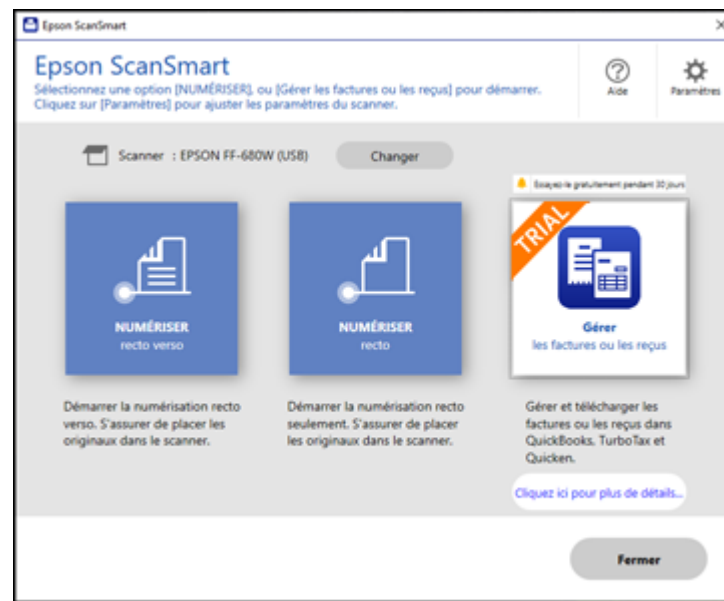 Epson ScanSmart
Epson ScanSmart
Sélectionnez une option [NUMÉRISER], ou [Gérer les factures ou les reçus] pour démarrer.
Cliquez sur [Paramètres] pour ajuster les paramètres du scanner.
Aide
Paramètres
Scanner : EPSON FF-680W (USB)
Changer
Essayez-le gratuitement pendant 30 jours
NUMÉRISER
recto verso
NUMÉRISER
recto
TRIAL
Gérer
les factures ou les reçus
Démarrer la numérisation recto
verso. S'assurer de placer les
originaux dans le scanner.
Démarrer la numérisation recto
seulement. S'assurer de placer
les originaux dans le scanner.
Gérer et télécharger les
factures ou les reçus dans
QuickBooks, TurboTax et
Quicken.
Cliquez ici pour plus de détails...
Fermer